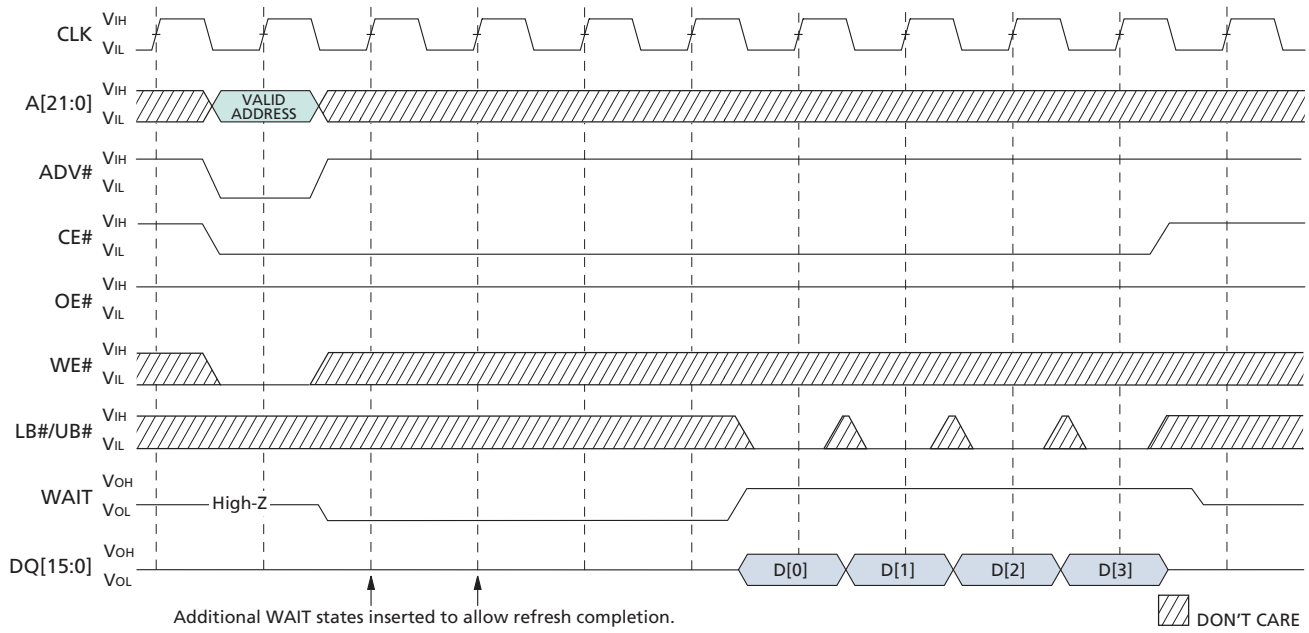 CLK
VIH
VIL
A[21:0]
VIH
VIL
VALID
ADDRESS
ADV#
VIH
VIL
CE#
VIH
VIL
OE#
VIH
VIL
WE#
VIH
VIL
LB#/UB#
VIH
VIL
WAIT
VOH
VOL
High-Z
DQ[15:0]
VOH
VOL
D[0]
D[1]
D[2]
D[3]
Additional WAIT states inserted to allow refresh completion.
DON'T CARE